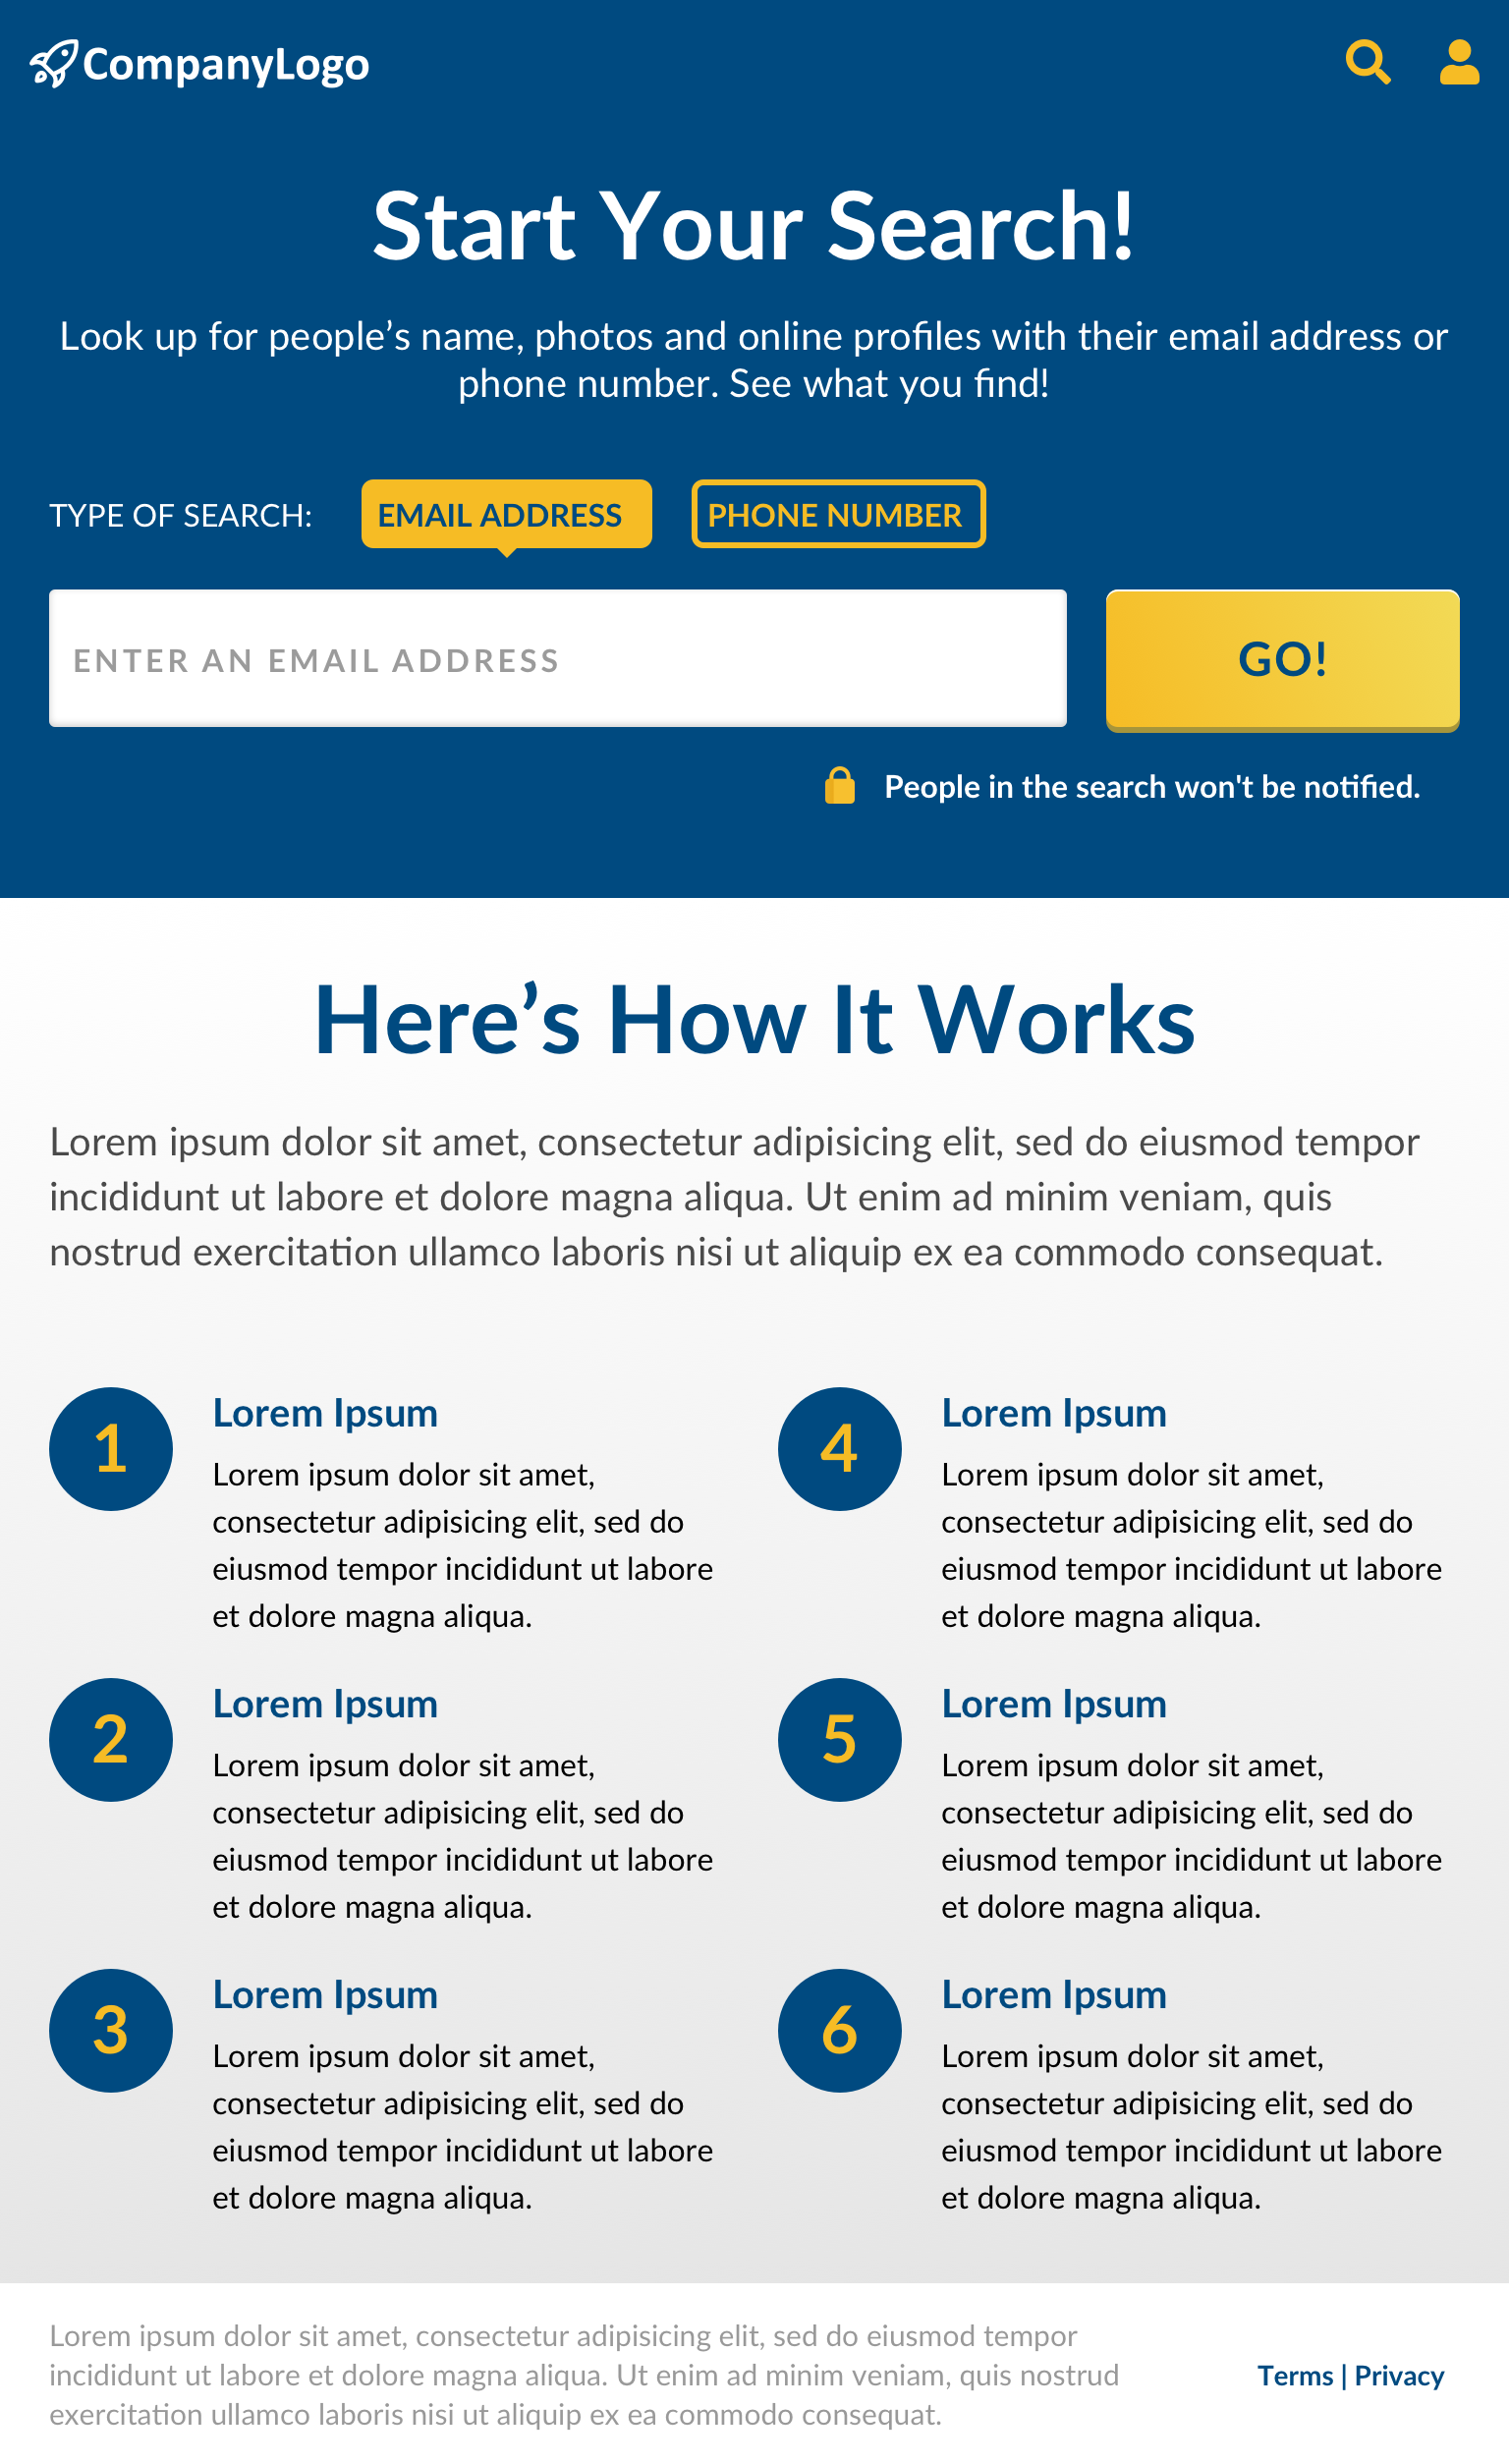 CompanyLogo
Start Your Search!
Look up for people’s name, photos and online profiles with their email address or
phone number. See what you find!
TYPE OF SEARCH:
EMAIL ADDRESS
PHONE NUMBER
ENTER AN EMAIL ADDRESS
GO!
People in the search won't be notified.
Here’s How It Works
Lorem ipsum dolor sit amet, consectetur adipisicing elit, sed do eiusmod tempor
incididunt ut labore et dolore magna aliqua. Ut enim ad minim veniam, quis
nostrud exercitation ullamco laboris nisi ut aliquip ex ea commodo consequat.
1
Lorem Ipsum
Lorem ipsum dolor sit amet,
consectetur adipisicing elit, sed do
eiusmod tempor incididunt ut labore
et dolore magna aliqua.
2
Lorem Ipsum
Lorem ipsum dolor sit amet,
consectetur adipisicing elit, sed do
eiusmod tempor incididunt ut labore
et dolore magna aliqua.
3
Lorem Ipsum
Lorem ipsum dolor sit amet,
consectetur adipisicing elit, sed do
eiusmod tempor incididunt ut labore
et dolore magna aliqua.
4
Lorem Ipsum
Lorem ipsum dolor sit amet,
consectetur adipisicing elit, sed do
eiusmod tempor incididunt ut labore
et dolore magna aliqua.
5
Lorem Ipsum
Lorem ipsum dolor sit amet,
consectetur adipisicing elit, sed do
eiusmod tempor incididunt ut labore
et dolore magna aliqua.
6
Lorem Ipsum
Lorem ipsum dolor sit amet,
consectetur adipisicing elit, sed do
eiusmod tempor incididunt ut labore
et dolore magna aliqua.
Lorem ipsum dolor sit amet, consectetur adipisicing elit, sed do eiusmod tempor
incididunt ut labore et dolore magna aliqua. Ut enim ad minim veniam, quis nostrud
exercitation ullamco laboris nisi ut aliquip ex ea commodo consequat.
Terms | Privacy